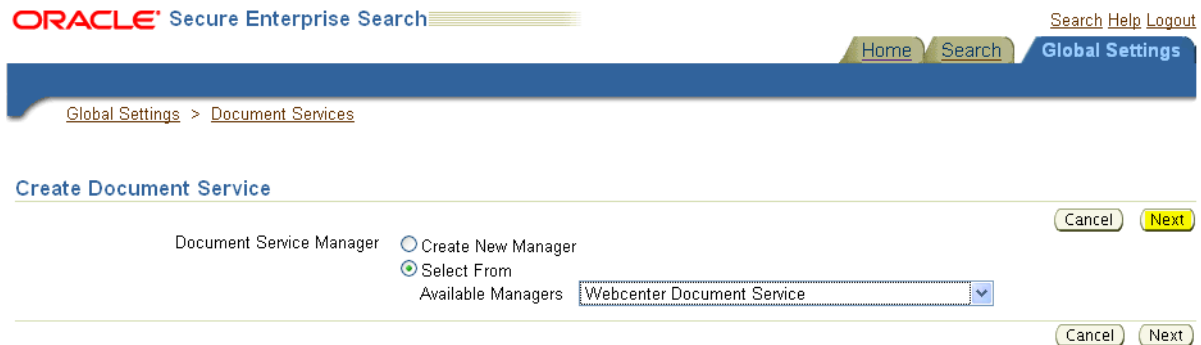 ORACLE Secure Enterprise Search
Search Help Logout
Home Search Global Settings
Global Settings > Document Services
Create Document Service
Cancel Next
Document Service Manager Create New Manager
Select From
Available Managers Webcenter Document Service
Cancel Next